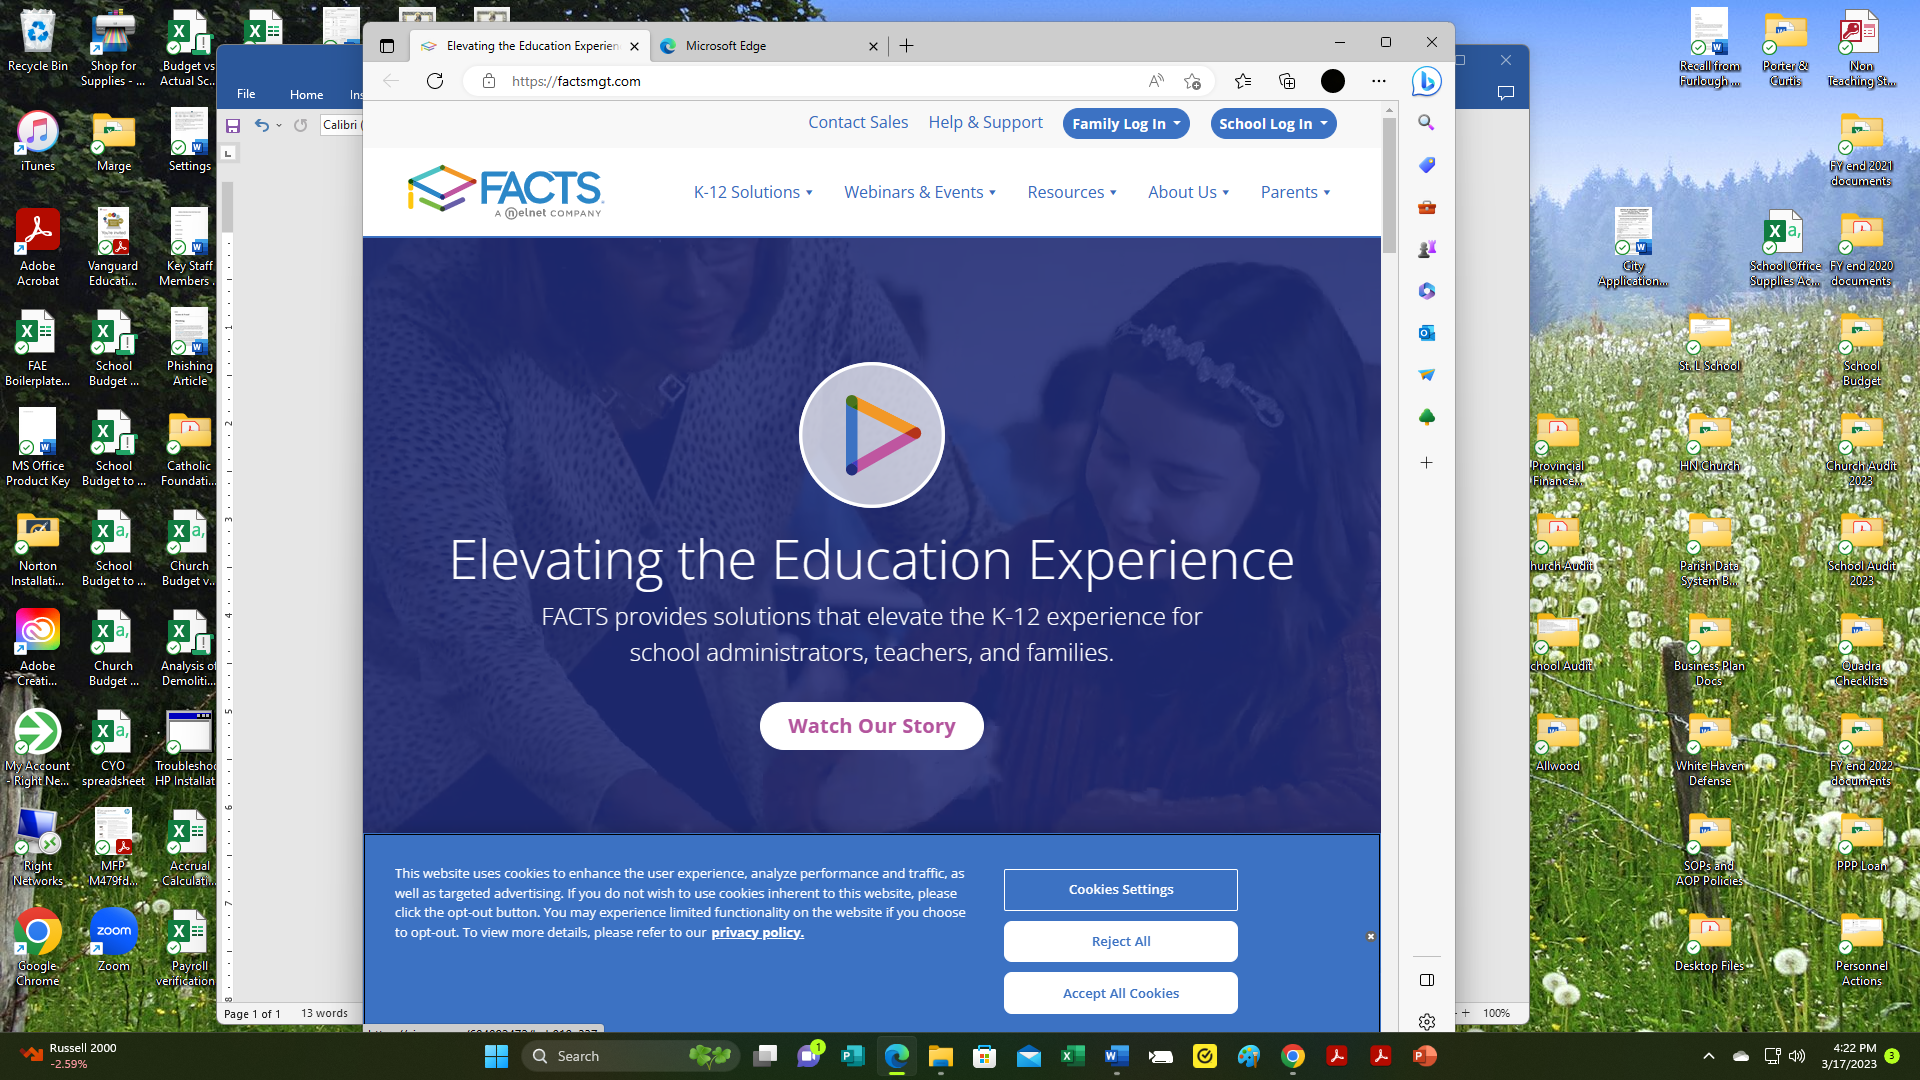 Recycle Bin
Shop for
Supplies - ...
Budget vs
Actual Sc...
iTunes
Marge
Settings
Adobe
Acrobat
Vanguard
Educati...
Key Staff
Members ...
FAE
Boilerplate...
School
Budget ...
Phishing
Article
MS Office
Product Key
School
Budget to ...
Catholic
Foundati...
Norton
Installati...
School
Budget to ...
Church
Budget v...
Adobe
Creati...
Church
Budget ...
Analysis of
Demoliti...
My Account
- Right Ne...
CYO
spreadsheet
Troubleshoo
HP Installat
Right
Networks
MFP
M479fd...
Accrual
Calculati...
Google
Chrome
Zoom
zoom
Payroll
verification
File
Home
Ins
Calibri (
Page 1 of 1
13 words
100%
Elevating the Education Experien
Microsoft Edge
https://factsmgt.com
Contact Sales
Help & Support
Family Log In
School Log In
FACTS
A nelnet COMPANY
K-12 Solutions
Webinars & Events
Resources
About Us
Parents
Elevating the Education Experience
FACTS provides solutions that elevate the K-12 experience for
school administrators, teachers, and families.
Watch Our Story
This website uses cookies to enhance the user experience, analyze performance and traffic, as
well as targeted advertising. If you do not wish to use cookies inherent to this website, please
click the opt-out button. You may experience limited functionality on the website if you choose
to opt-out. To view more details, please refer to our privacy policy.
Cookies Settings
Reject All
Accept All Cookies
Recall from
Furlough ...
Porter &
Curtis
Non
Teaching St...
FY end 2021
documents
City
Application...
School Office
Supplies Ac...
FY end 2020
documents
St. L School
School
Budget
Provincial
Finance...
HN Church
Church Audit
2023
hurch Audit
Parish Data
System B...
School Audit
2023
chool Audit
Business Plan
Docs
Quadra
Checklists
Allwood
White Haven
Defense
FY end 2022
documents
SOPs and
AOP Policies
PPP Loan
Desktop Files
Personnel
Actions
Russell 2000
-2.59%
Search
1
4:22 PM
3/17/2023
3